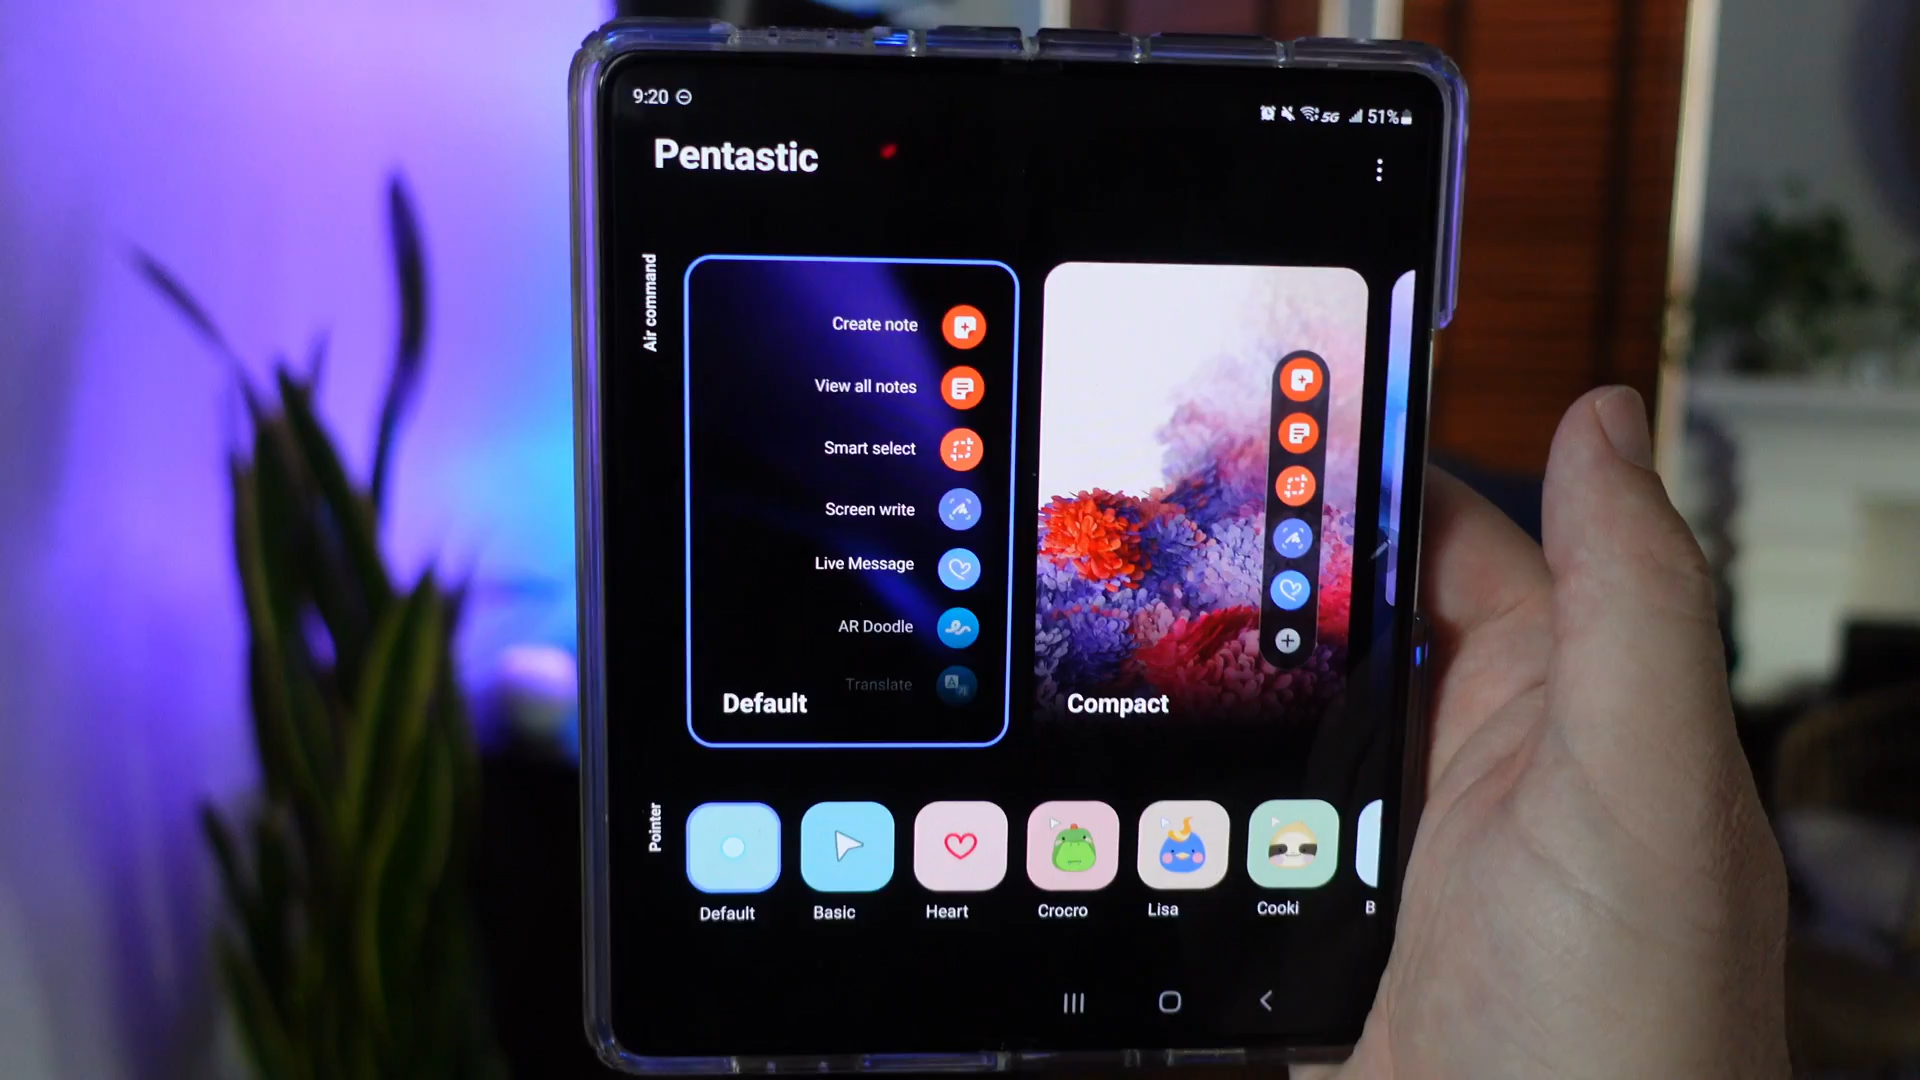 9:20
5G 51%
Pentastic
Air command
Create note
View all notes
Smart select
Screen write
Live Message
AR Doodle
Translate
Default
Compact
Pointer
Default
Basic
Heart
Crocro
Lisa
Cooki
B